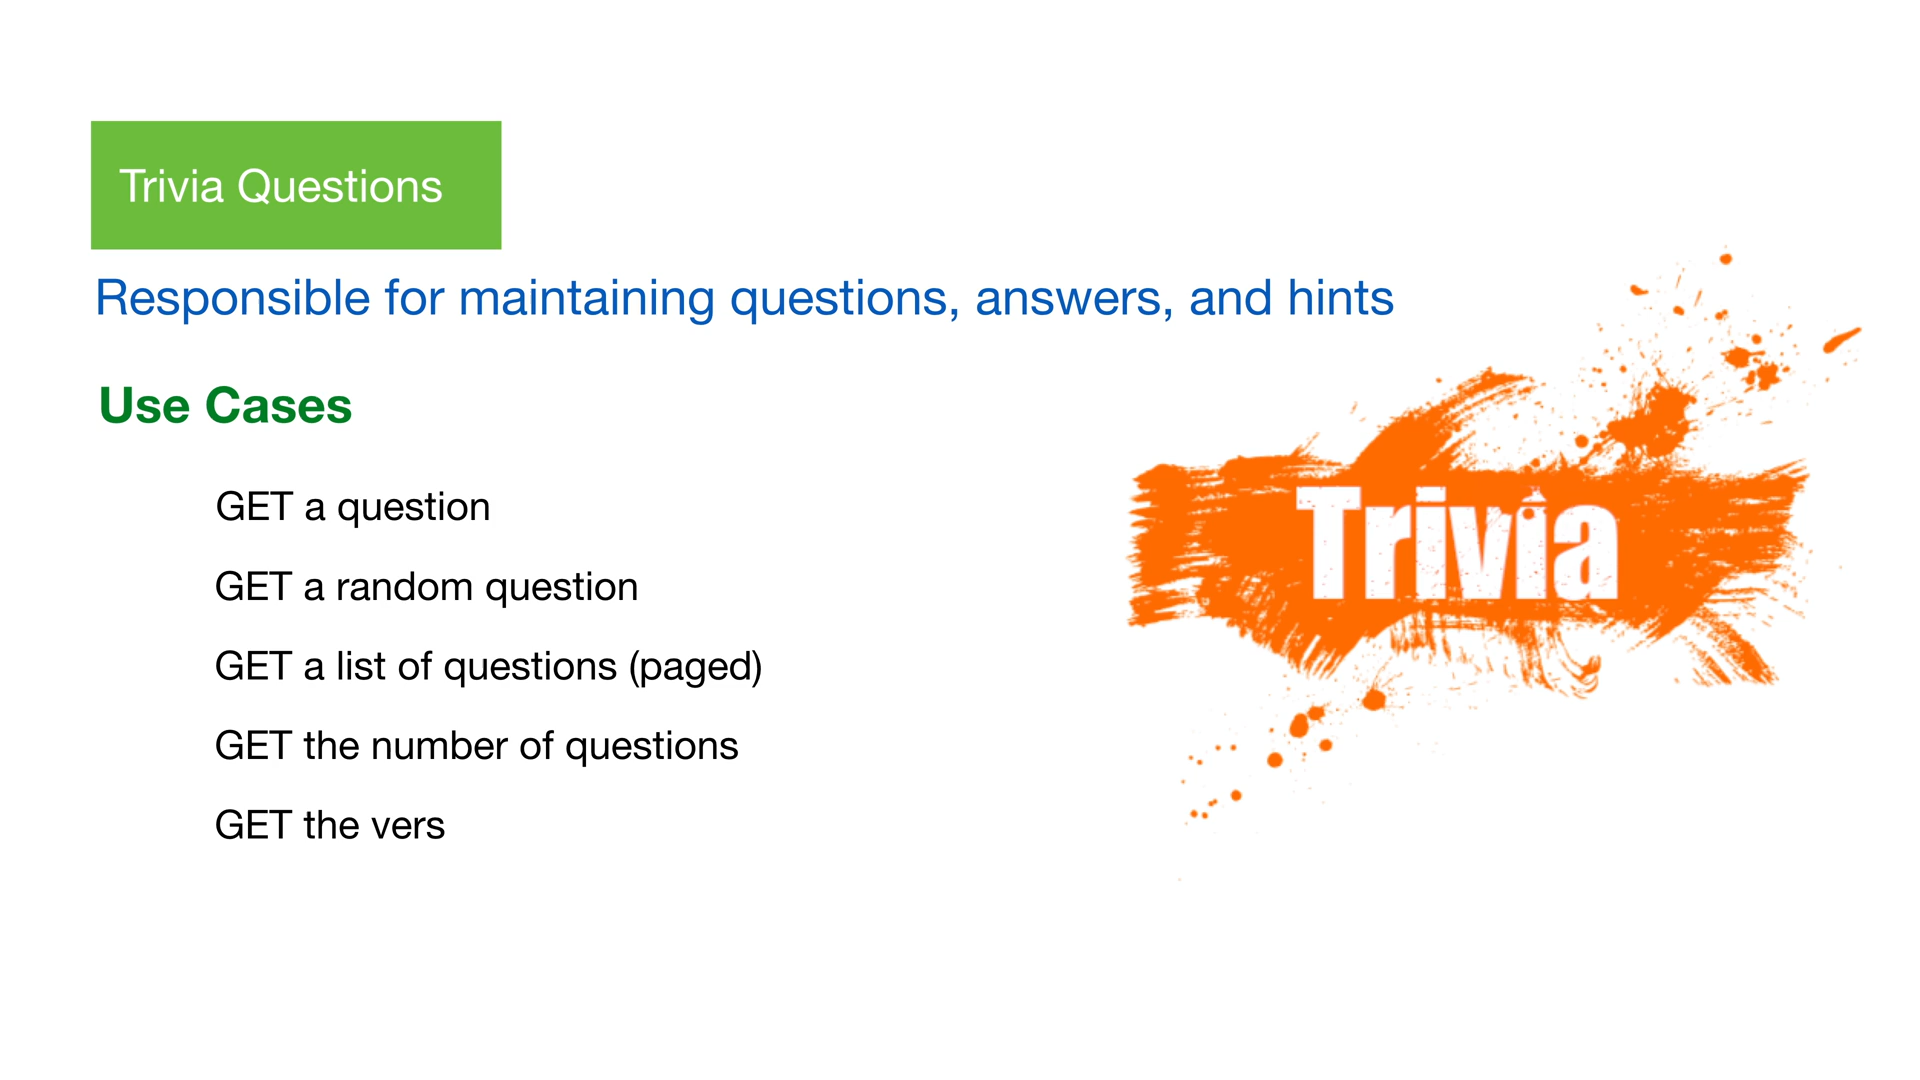 Trivia Questions
Responsible for maintaining questions, answers, and hints
Use Cases
GET a question
GET a random question
GET a list of questions (paged)
GET the number of questions
GET the vers
Trivia